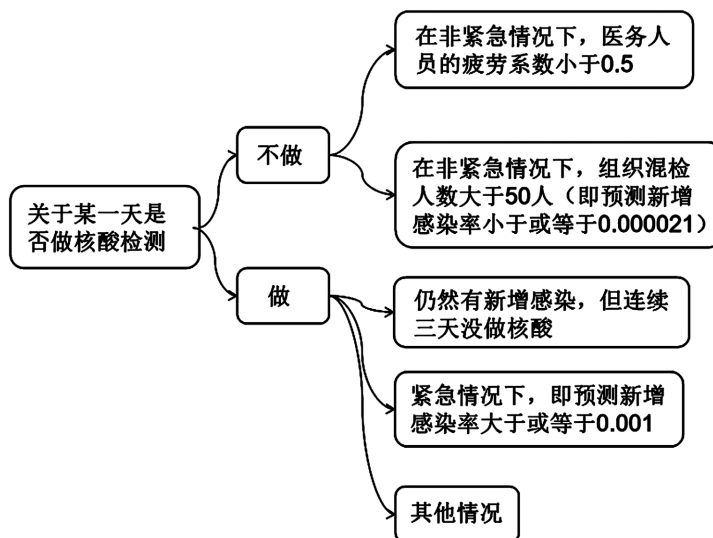 在非紧急情况下，医务人
员的疲劳系数小于0.5
不做
在非紧急情况下，组织混检
人数大于50人（即预测新增
感染率小于或等于0.000021）
关于某一天是
否做核酸检测
做
仍然有新增感染，但连续
三天没做核酸
紧急情况下，即预测新增
感染率大于或等于0.001
其他情况